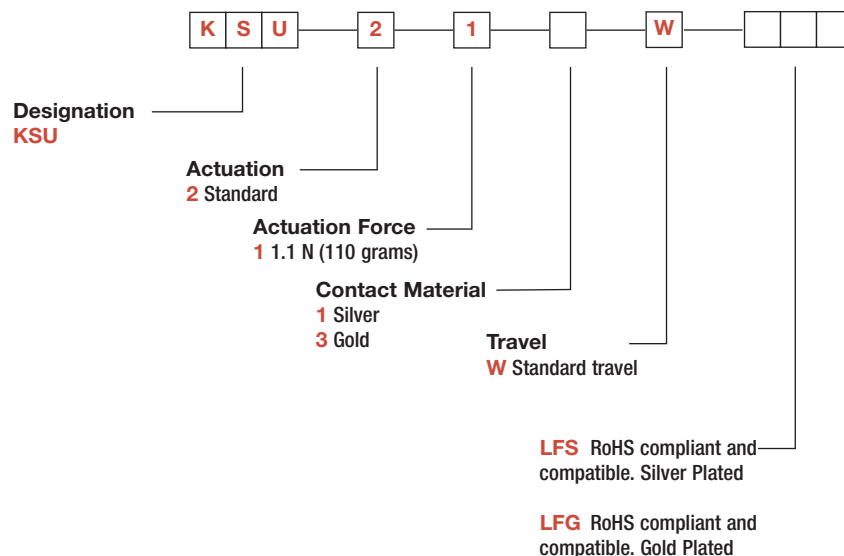 K S U 2 1 W
Designation
KSU
Actuation
2 Standard
Actuation Force
1 1.1 N (110 grams)
Contact Material
1 Silver
3 Gold
Travel
W Standard travel
LFS RoHS compliant and
compatible. Silver Plated
LFG RoHS compliant and
compatible. Gold Plated